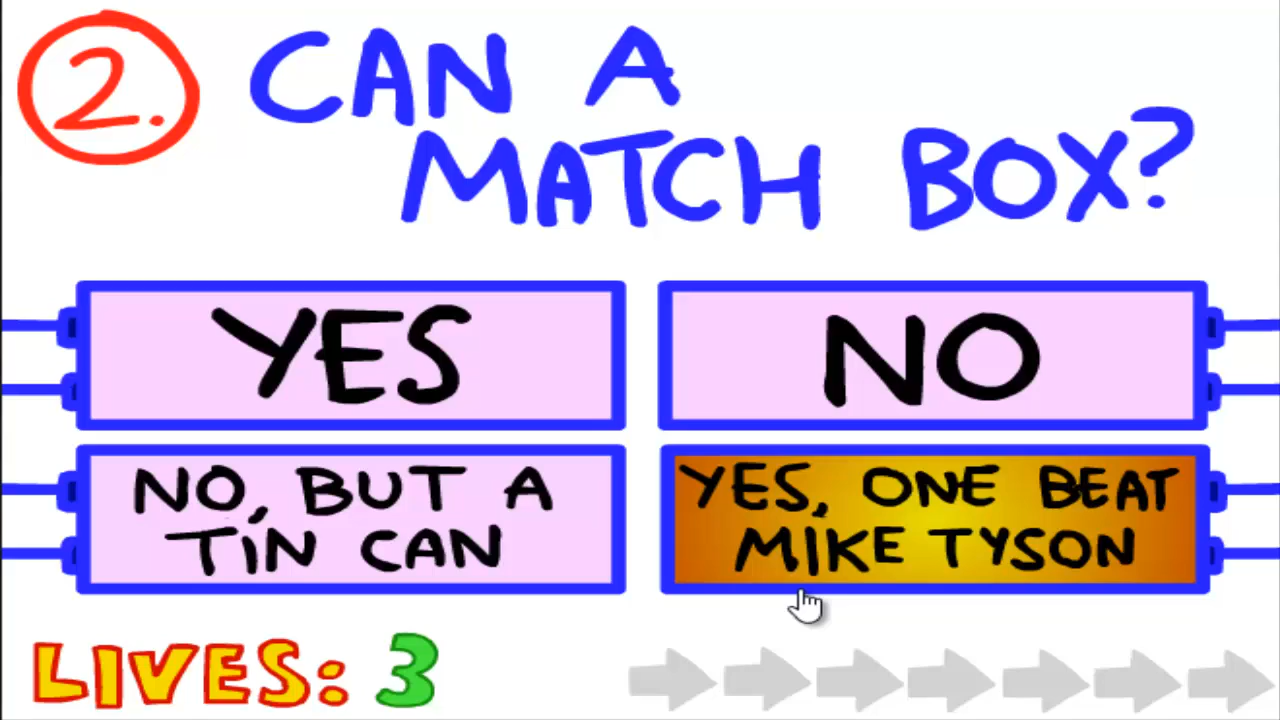 2.
CAN A
MATCH BOX?
YES
NO
NO, BUT A
TIN CAN
YES, ONE BEAT
MIKE TYSON
LIVES: 3